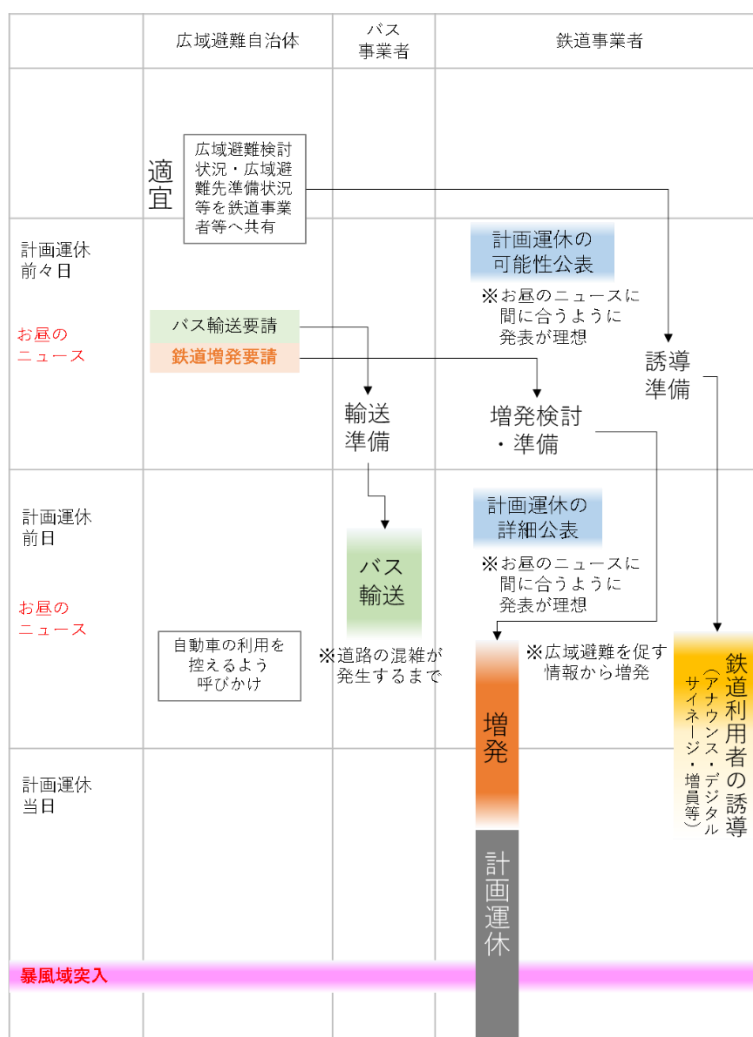 広域避難自治体
バス
事業者
鉄道事業者
適宜
広域避難検討
状況・広域避
難先準備状況
等を鉄道事業
者等へ共有
計画運休
前々日
計画運休の
可能性公表
※お昼のニュースに
間に合うように
発表が理想
お昼の
ニュース
バス輸送要請
鉄道増発要請
誘導
準備
輸送
準備
増発検討
・準備
計画運休
前日
計画運休の
詳細公表
※お昼のニュースに
間に合うように
発表が理想
バス
輸送
お昼の
ニュース
自動車の利用を
控えるよう
呼びかけ
※道路の混雑が
発生するまで
※広域避難を促す
情報から増発
増発
鉄道利用者の誘導
(アナウンス・デジタル
サイネージ・増員等)
計画運休
当日
計画運休
暴風域突入